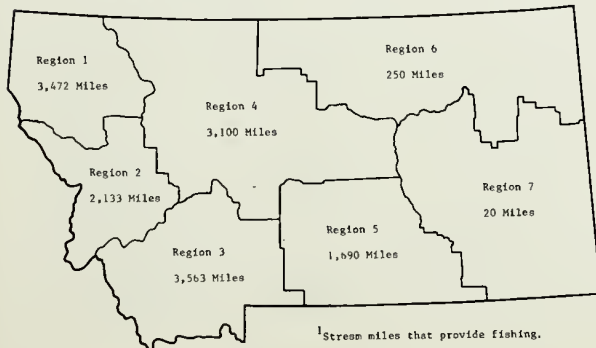 Region 1
3,472 Miles
Region 6
250 Miles
Region 4
3,100 Miles
Region 2
2,133 Miles
Region 7
20 Miles
Region 5
1,690 Miles
Region 3
3,563 Miles
1Stresm miles that provide fishing.